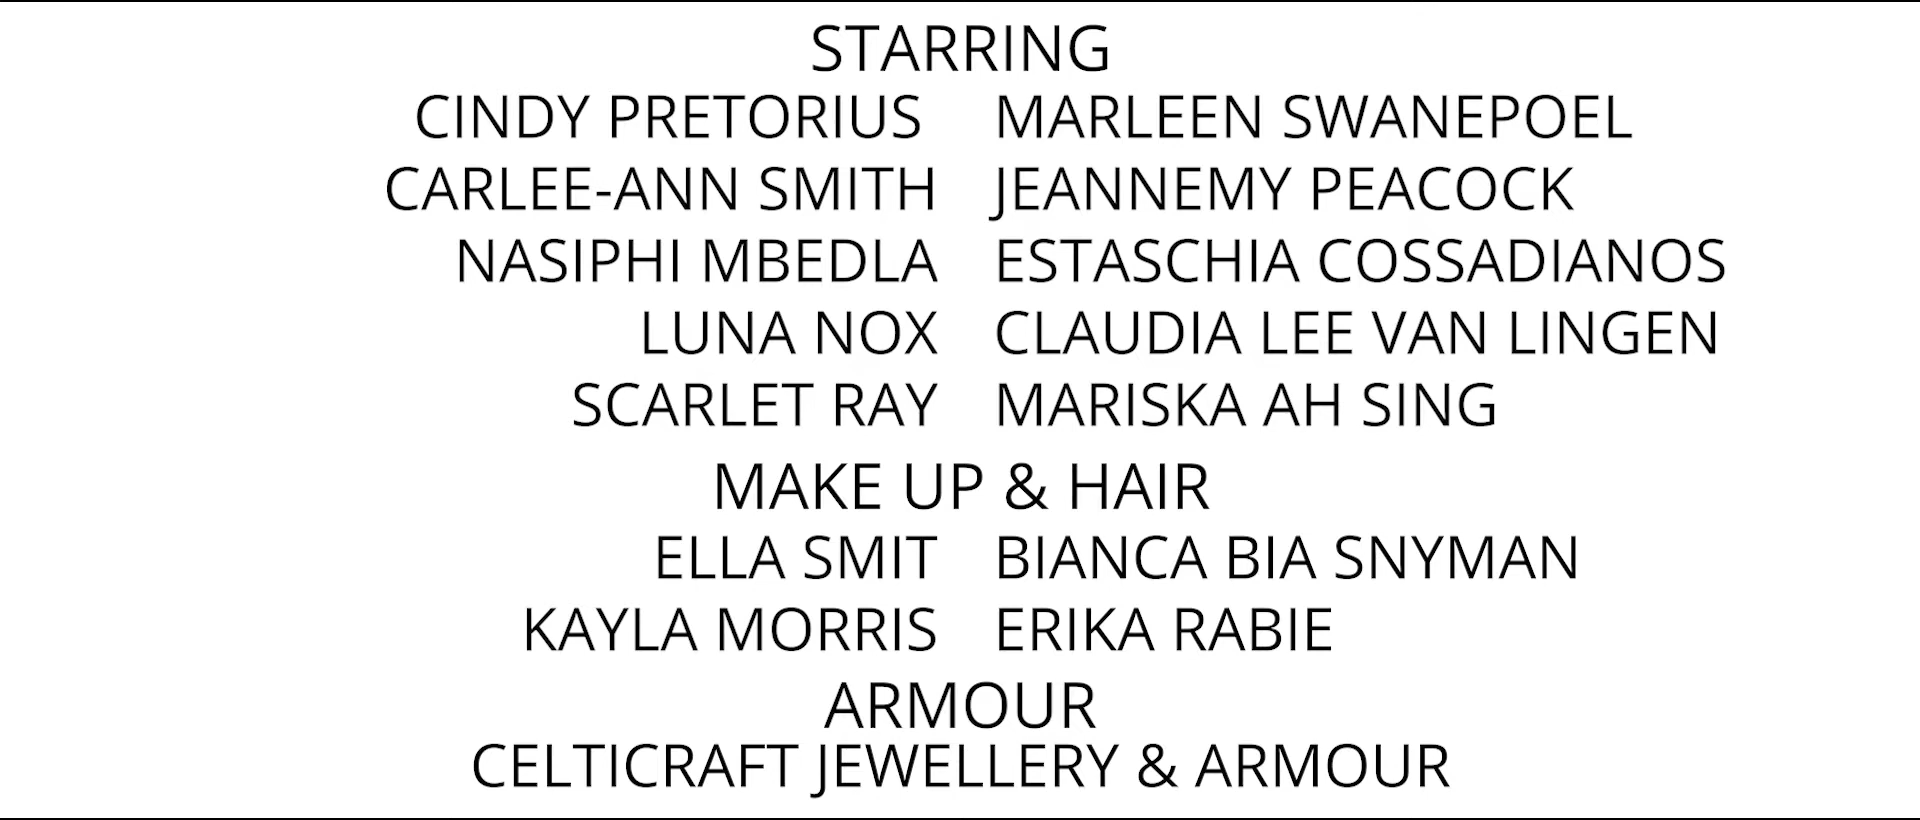 STARRING
CINDY PRETORIUS MARLEEN SWANEPOEL
CARLEE-ANN SMITH JEANNEMY PEACOCK
NASIPHI MBEDLA ESTASCHIA COSSADIANOS
LUNA NOX CLAUDIA LEE VAN LINGEN
SCARLET RAY MARISKA AH SING
MAKE UP & HAIR
ELLA SMIT BIANCA BIA SNYMAN
KAYLA MORRIS ERIKA RABIE
ARMOUR
CELTICRAFT JEWELLERY & ARMOUR